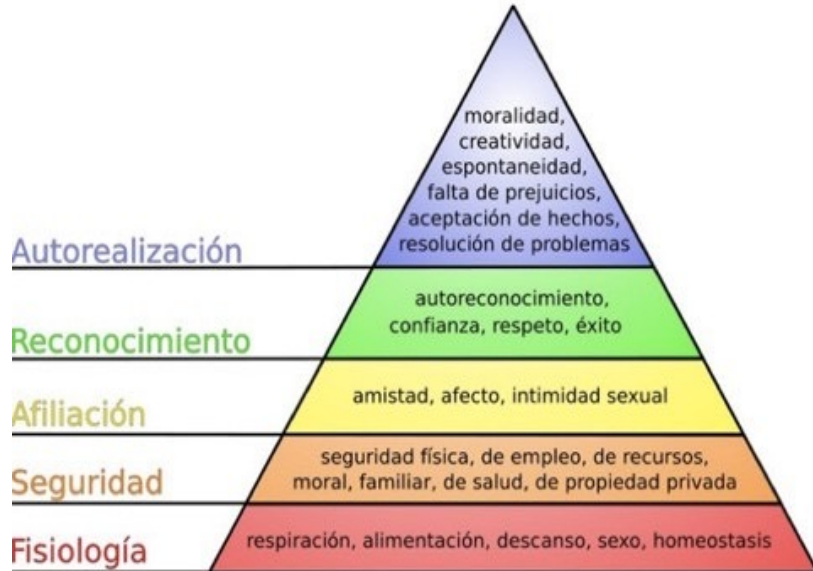 moralidad,
creatividad,
espontaneidad,
falta de prejuicios,
aceptación de hechos,
resolución de problemas
Autorealización
autoreconocimiento,
confianza, respeto, éxito
Reconocimiento
amistad, afecto, intimidad sexual
Afiliación
seguridad física, de empleo, de recursos,
moral, familiar, de salud, de propiedad privada
Seguridad
respiración, alimentación, descanso, sexo, homeostasis
Fisiología